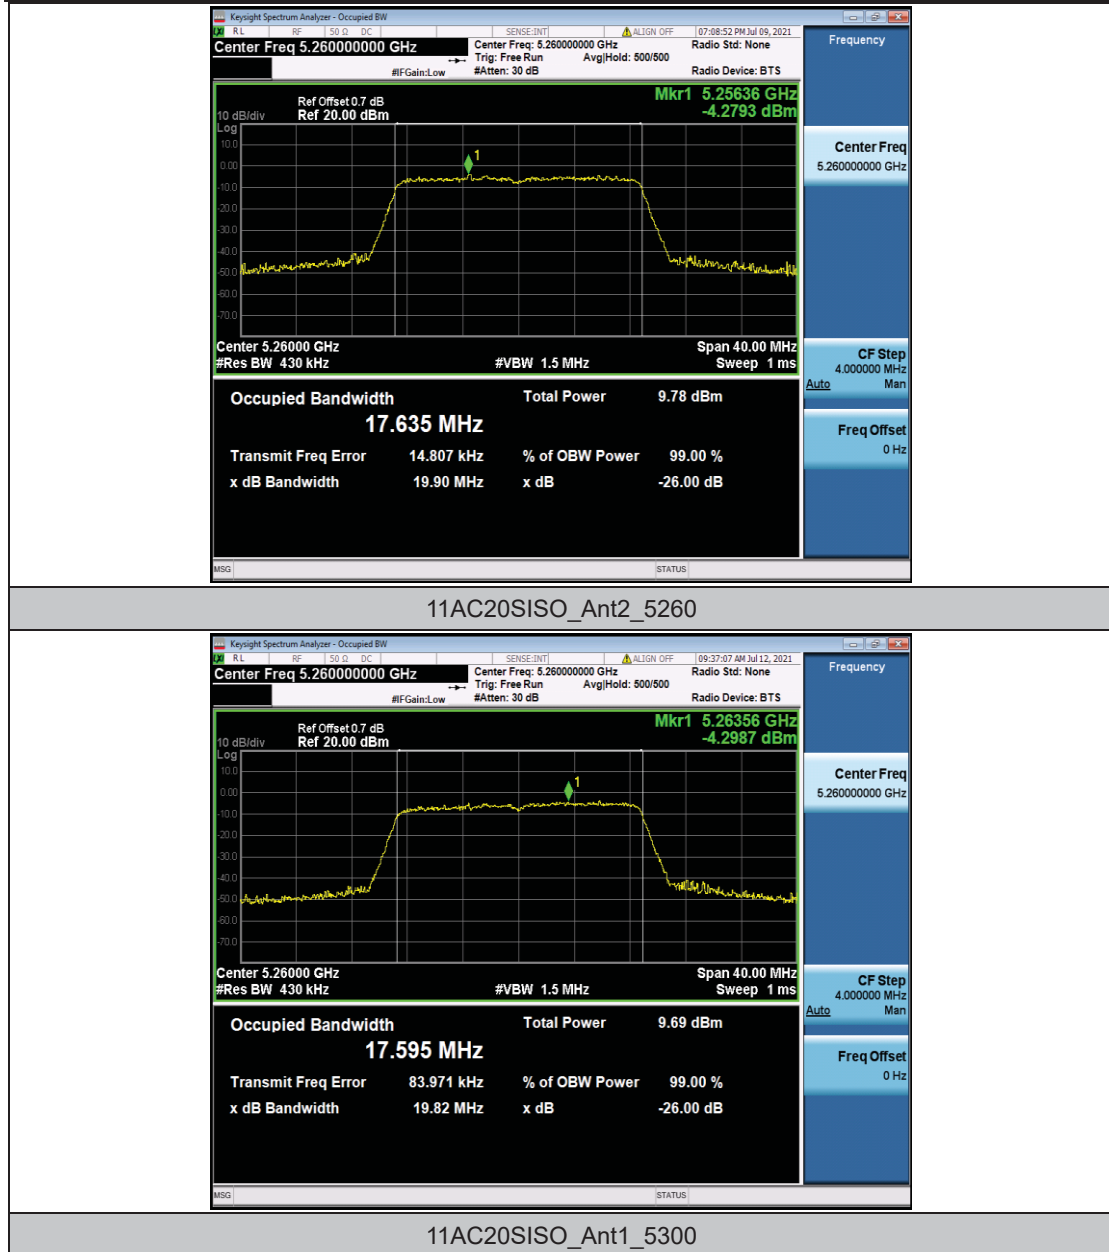 Keysight Spectrum Analyzer - Occupied BW
RL RF 50 Ω DC SENSE:INT ALIGN OFF 07:08:52 PM Jul 09, 2021
Center Freq 5.260000000 GHz Center Freq: 5.260000000 GHz Radio Std: None Frequency
Trig: Free Run Avg|Hold: 500/500
#IFGain:Low #Atten: 30 dB Radio Device: BTS
Mkr1 5.25636 GHz
-4.2793 dBm
Ref Offset 0.7 dB
10 dB/div Ref 20.00 dBm
Log
10.0
0.00
-10.0
-20.0
-30.0
-40.0
-50.0
-60.0
-70.0
1
Center Freq
5.260000000 GHz
Center 5.26000 GHz Span 40.00 MHz
#Res BW 430 kHz #VBW 1.5 MHz Sweep 1 ms
CF Step
4.000000 MHz
Auto Man
Occupied Bandwidth Total Power 9.78 dBm
17.635 MHz
Freq Offset
0 Hz
Transmit Freq Error 14.807 kHz % of OBW Power 99.00 %
x dB Bandwidth 19.90 MHz x dB -26.00 dB
MSG STATUS
11AC20SISO_Ant2_5260
Keysight Spectrum Analyzer - Occupied BW
RL RF 50 Ω DC SENSE:INT ALIGN OFF 09:37:07 AM Jul 12, 2021
Center Freq 5.260000000 GHz Center Freq: 5.260000000 GHz Radio Std: None Frequency
Trig: Free Run Avg|Hold: 500/500
#IFGain:Low #Atten: 30 dB Radio Device: BTS
Mkr1 5.26356 GHz
-4.2987 dBm
Ref Offset 0.7 dB
10 dB/div Ref 20.00 dBm
Log
10.0
0.00
-10.0
-20.0
-30.0
-40.0
-50.0
-60.0
-70.0
1
Center Freq
5.260000000 GHz
Center 5.26000 GHz Span 40.00 MHz
#Res BW 430 kHz #VBW 1.5 MHz Sweep 1 ms
CF Step
4.000000 MHz
Auto Man
Occupied Bandwidth Total Power 9.69 dBm
17.595 MHz
Freq Offset
0 Hz
Transmit Freq Error 83.971 kHz % of OBW Power 99.00 %
x dB Bandwidth 19.82 MHz x dB -26.00 dB
MSG STATUS
11AC20SISO_Ant1_5300